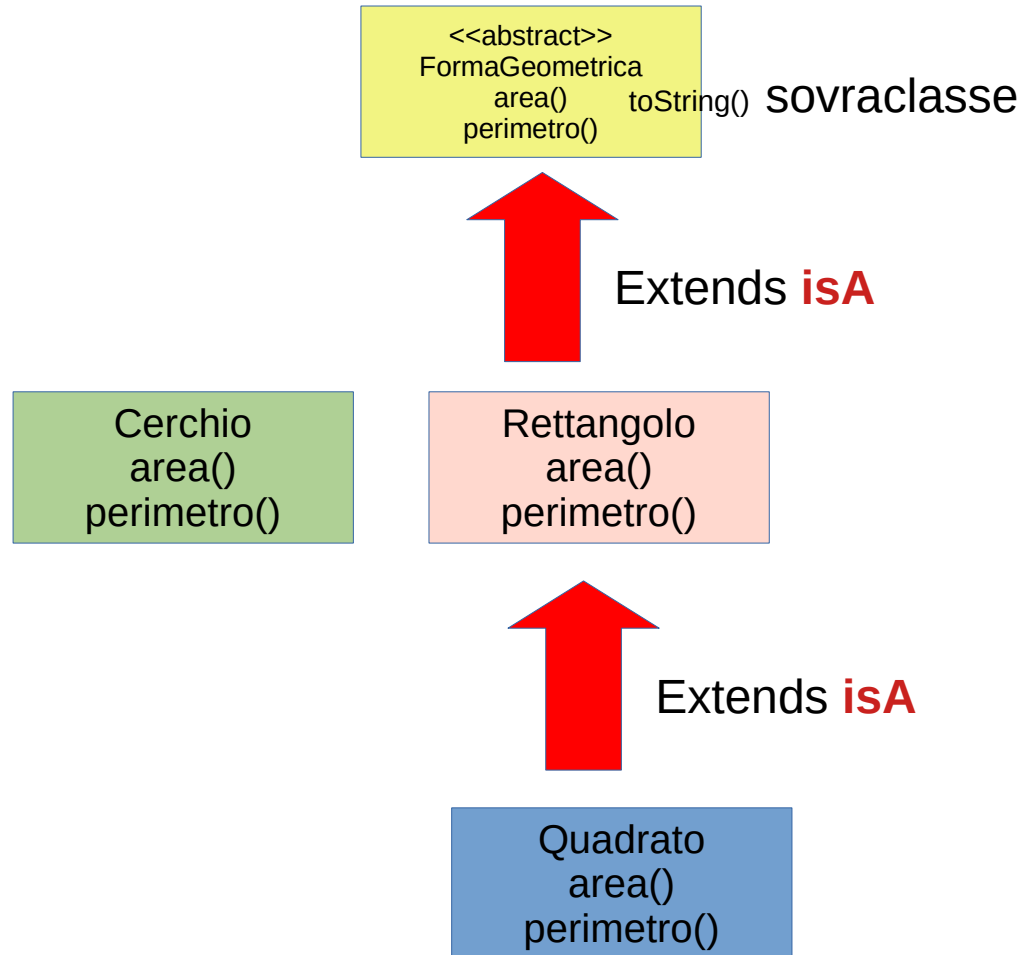 <<abstract>>
FormaGeometrica
area()
perimetro()
toString() sovraclasse
Extends isA
Cerchio
area()
perimetro()
Rettangolo
area()
perimetro()
Extends isA
Quadrato
area()
perimetro()